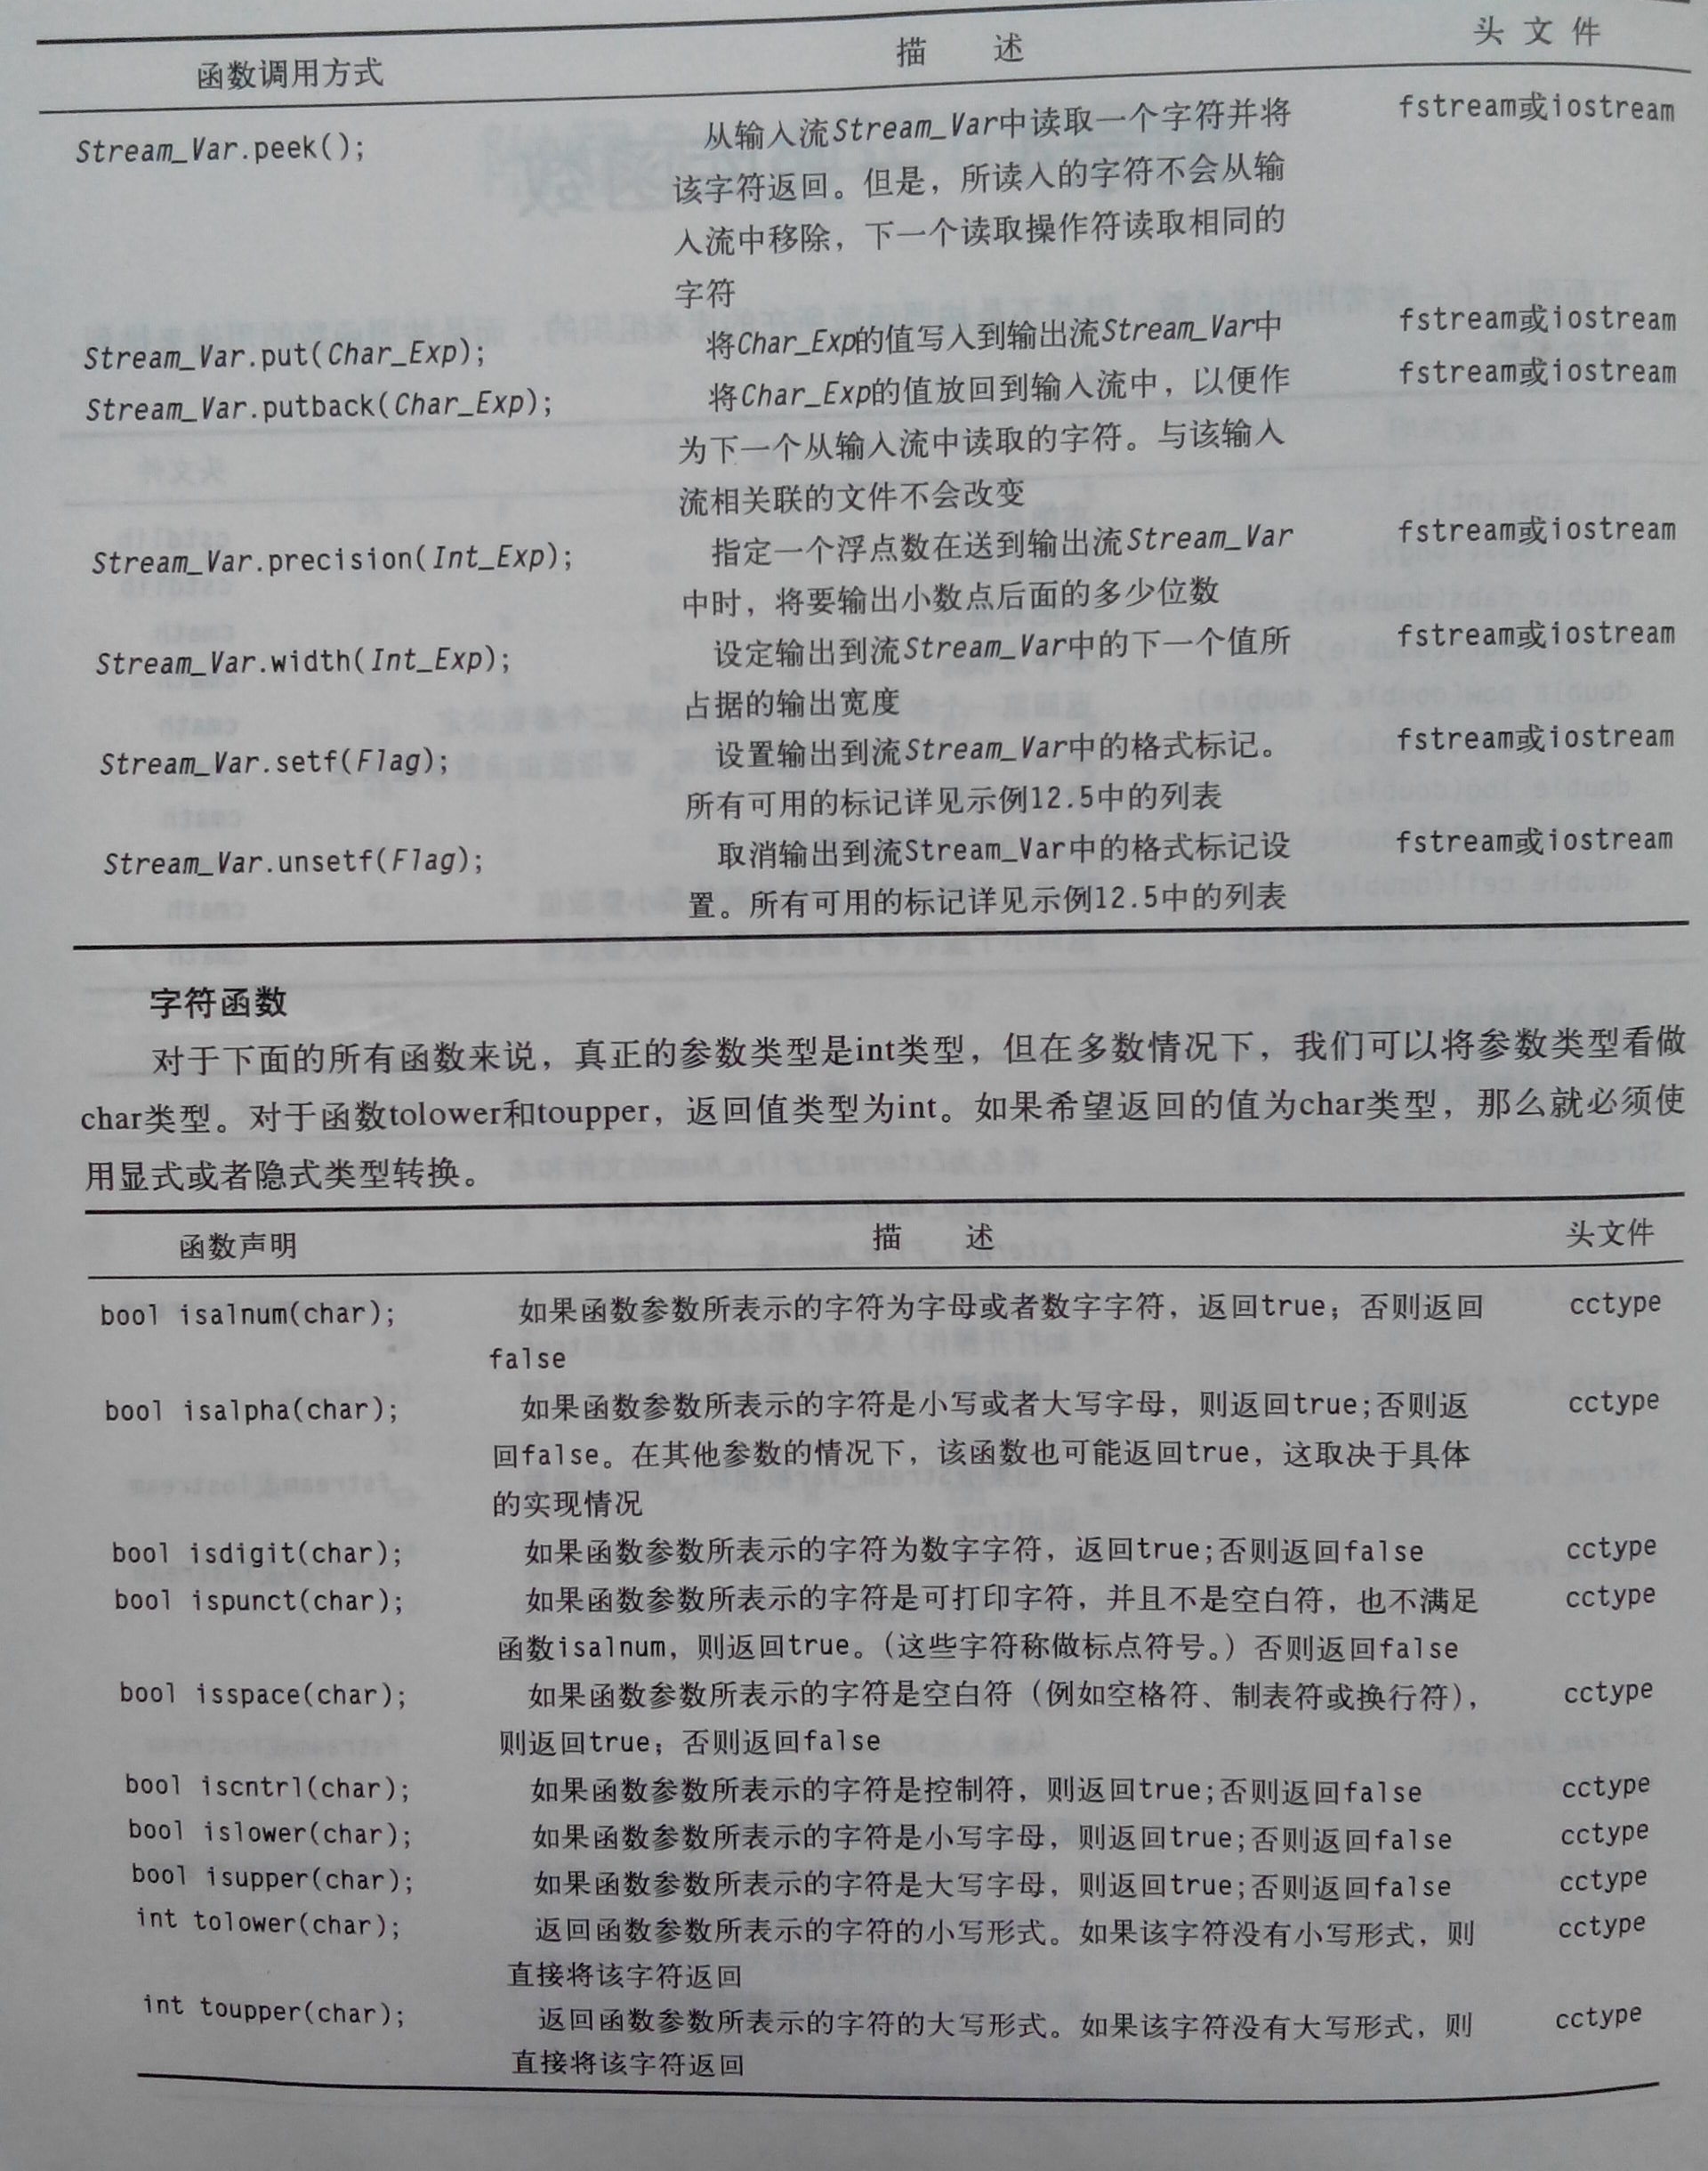 函数调用方式 描 述 头 文 件
Stream_Var.peek(); 从输入流Stream_Var中读取一个字符并将 fstream或iostream
该字符返回。但是，所读入的字符不会从输
入流中移除，下一个读取操作符读取相同的
字符
Stream_Var.put(Char_Exp); 将Char_Exp的值写入到输出流Stream_Var中 fstream或iostream
Stream_Var.putback(Char_Exp); 将Char_Exp的值放回到输入流中，以便作 fstream或iostream
为下一个从输入流中读取的字符。与该输入
流相关联的文件不会改变
Stream_Var.precision(Int_Exp); 指定一个浮点数在送到输出流Stream_Var fstream或iostream
中时，将要输出小数点后面的多少位数
Stream_Var.width(Int_Exp); 设定输出到流Stream_Var中的下一个值所 fstream或iostream
占据的输出宽度
Stream_Var.setf(Flag); 设置输出到流Stream_Var中的格式标记。 fstream或iostream
所有可用的标记详见示例12.5中的列表
Stream_Var.unsetf(Flag); 取消输出到流Stream_Var中的格式标记设 fstream或iostream
置。所有可用的标记详见示例12.5中的列表
字符函数
对于下面的所有函数来说，真正的参数类型是int类型，但在多数情况下，我们可以将参数类型看做
char类型。对于函数tolower和toupper，返回值类型为int。如果希望返回的值为char类型，那么就必须使
用显式或者隐式类型转换。
函数声明 描 述 头文件
bool isalnum(char); 如果函数参数所表示的字符为字母或者数字字符，返回true；否则返回 cctype
false
bool isalpha(char); 如果函数参数所表示的字符是小写或者大写字母，则返回true;否则返 cctype
回false。在其他参数的情况下，该函数也可能返回true，这取决于具体
的实现情况
bool isdigit(char); 如果函数参数所表示的字符为数字字符，返回true;否则返回false cctype
bool ispunct(char); 如果函数参数所表示的字符是可打印字符，并且不是空白符，也不满足 cctype
函数isalnum，则返回true。（这些字符称做标点符号。）否则返回false
bool isspace(char); 如果函数参数所表示的字符是空白符（例如空格符、制表符或换行符）， cctype
则返回true；否则返回false
bool iscntrl(char); 如果函数参数所表示的字符是控制符，则返回true;否则返回false cctype
bool islower(char); 如果函数参数所表示的字符是小写字母，则返回true;否则返回false cctype
bool isupper(char); 如果函数参数所表示的字符是大写字母，则返回true;否则返回false cctype
int tolower(char); 返回函数参数所表示的字符的小写形式。如果该字符没有小写形式，则 cctype
直接将该字符返回
int toupper(char); 返回函数参数所表示的字符的大写形式。如果该字符没有大写形式，则 cctype
直接将该字符返回